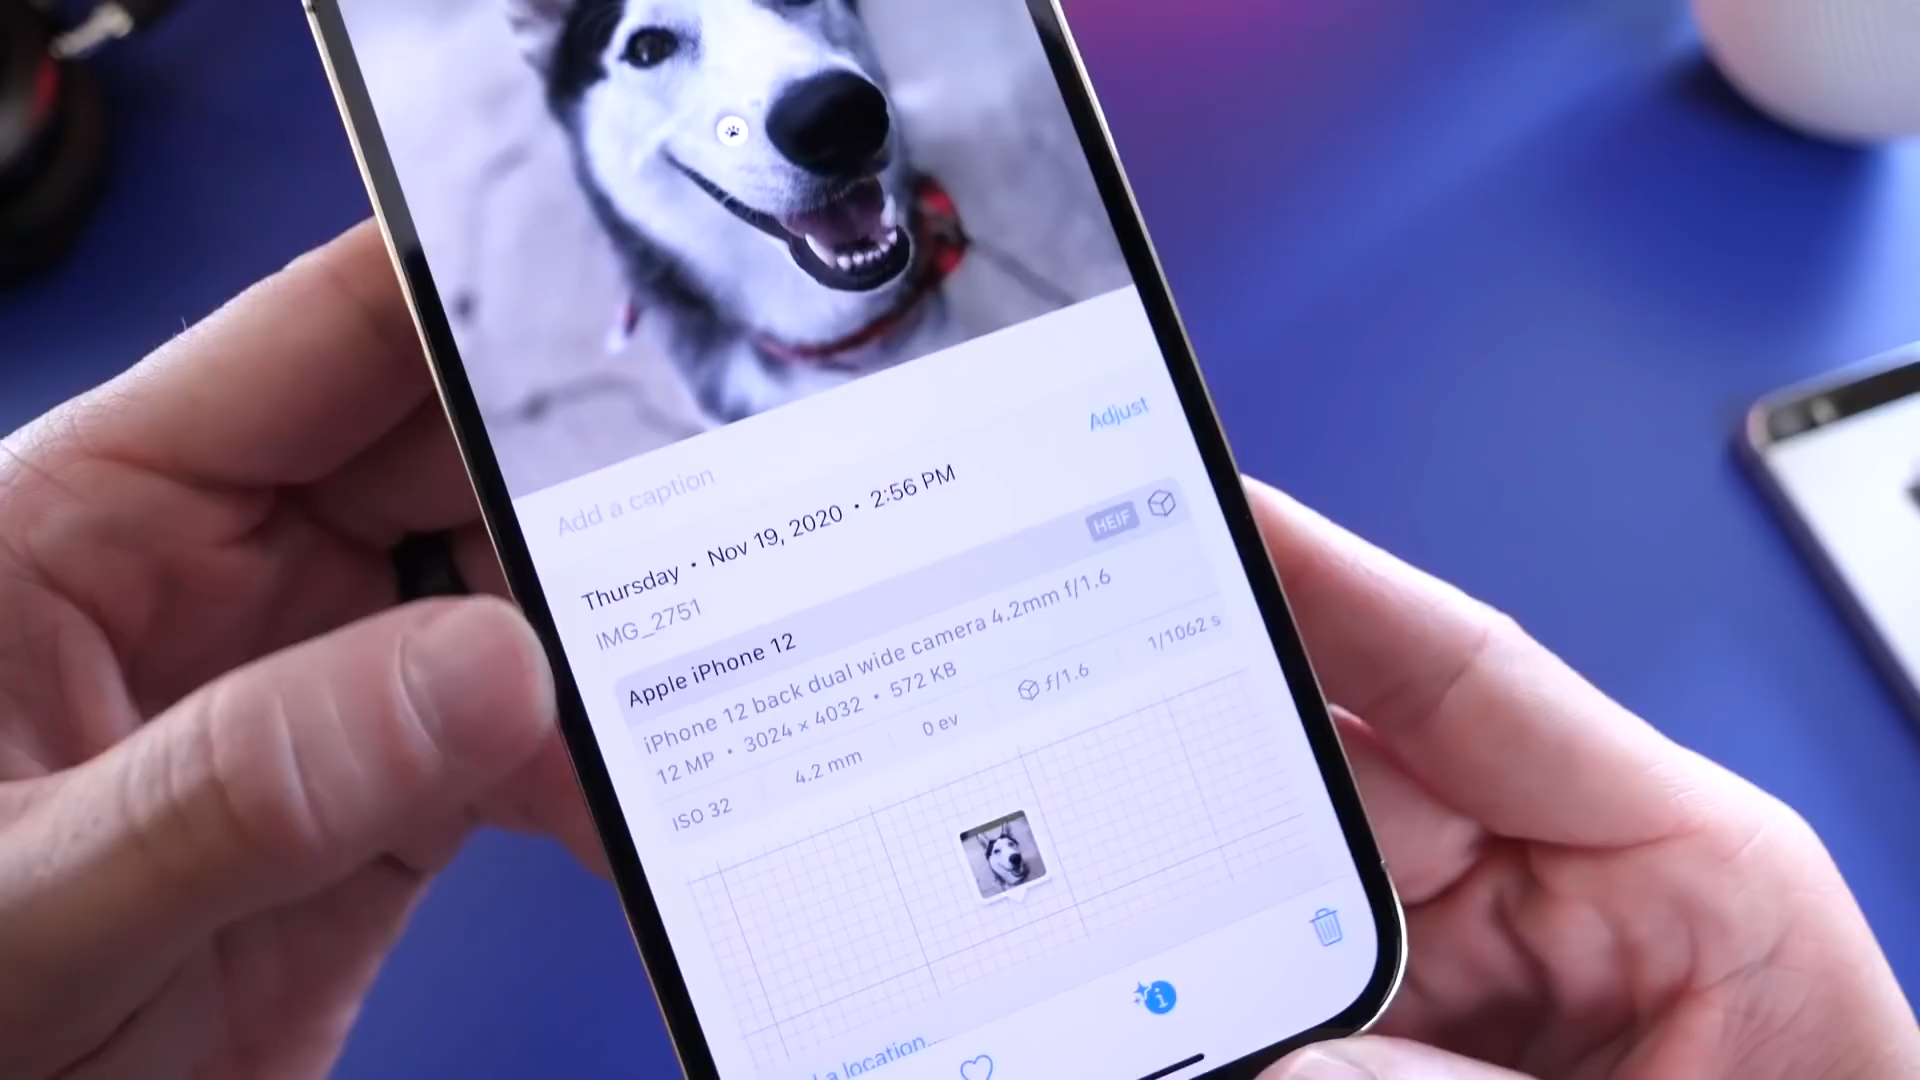 Add a caption
Adjust
Thursday • Nov 19, 2020 • 2:56 PM
IMG_2751
Apple iPhone 12
HEIF
iPhone 12 back dual wide camera 4.2mm f/1.6
12 MP • 3024 × 4032 • 572 KB
ISO 32
4.2 mm
0 ev
f/1.6
1/1062 s
a location...